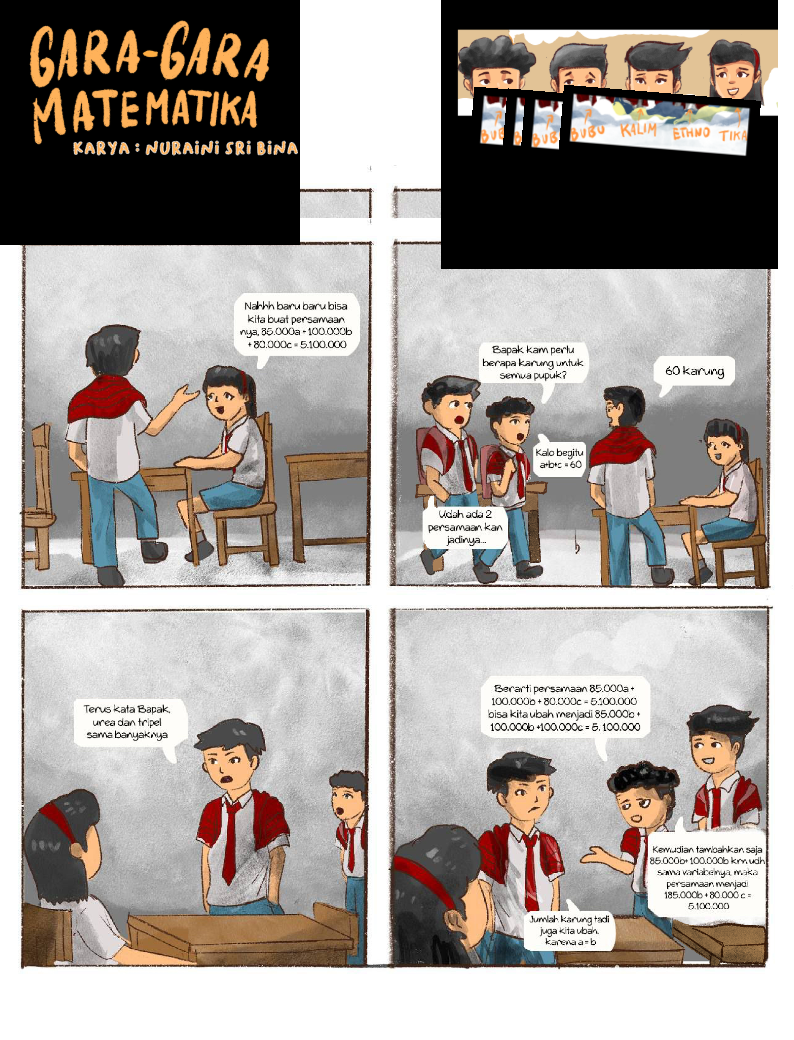 GARA-GARA
MATEMATIKA
KARYA : NURAINI SRI BINA
BUBU KALIM ETHNO TIKA
Nahhh baru baru bisa
kita buat persamaan
nya, 85.000a + 100.000b
+ 80.000c = 5.100.000
Bapak kam perlu
berapa karung untuk
semua pupuk?
60 karung
Kalo begitu
a+b+c = 60
Udah ada 2
persamaan kan
jadinya...
Terus kata Bapak,
urea dan tripel
sama banyaknya
Berarti persamaan 85.000a +
100.000b + 80.000c = 5.100.000
bisa kita ubah menjadi 85.000b +
100.000b +100.000c = 5. 100.000
Kemudian tambahkan saja
85.000b+ 100.000b krn udh
sama variabelnya, maka
persamaan menjadi
185.000b + 80.000 c =
5.100.000
Jumlah karung tadi
juga kita ubah.
karena a = b